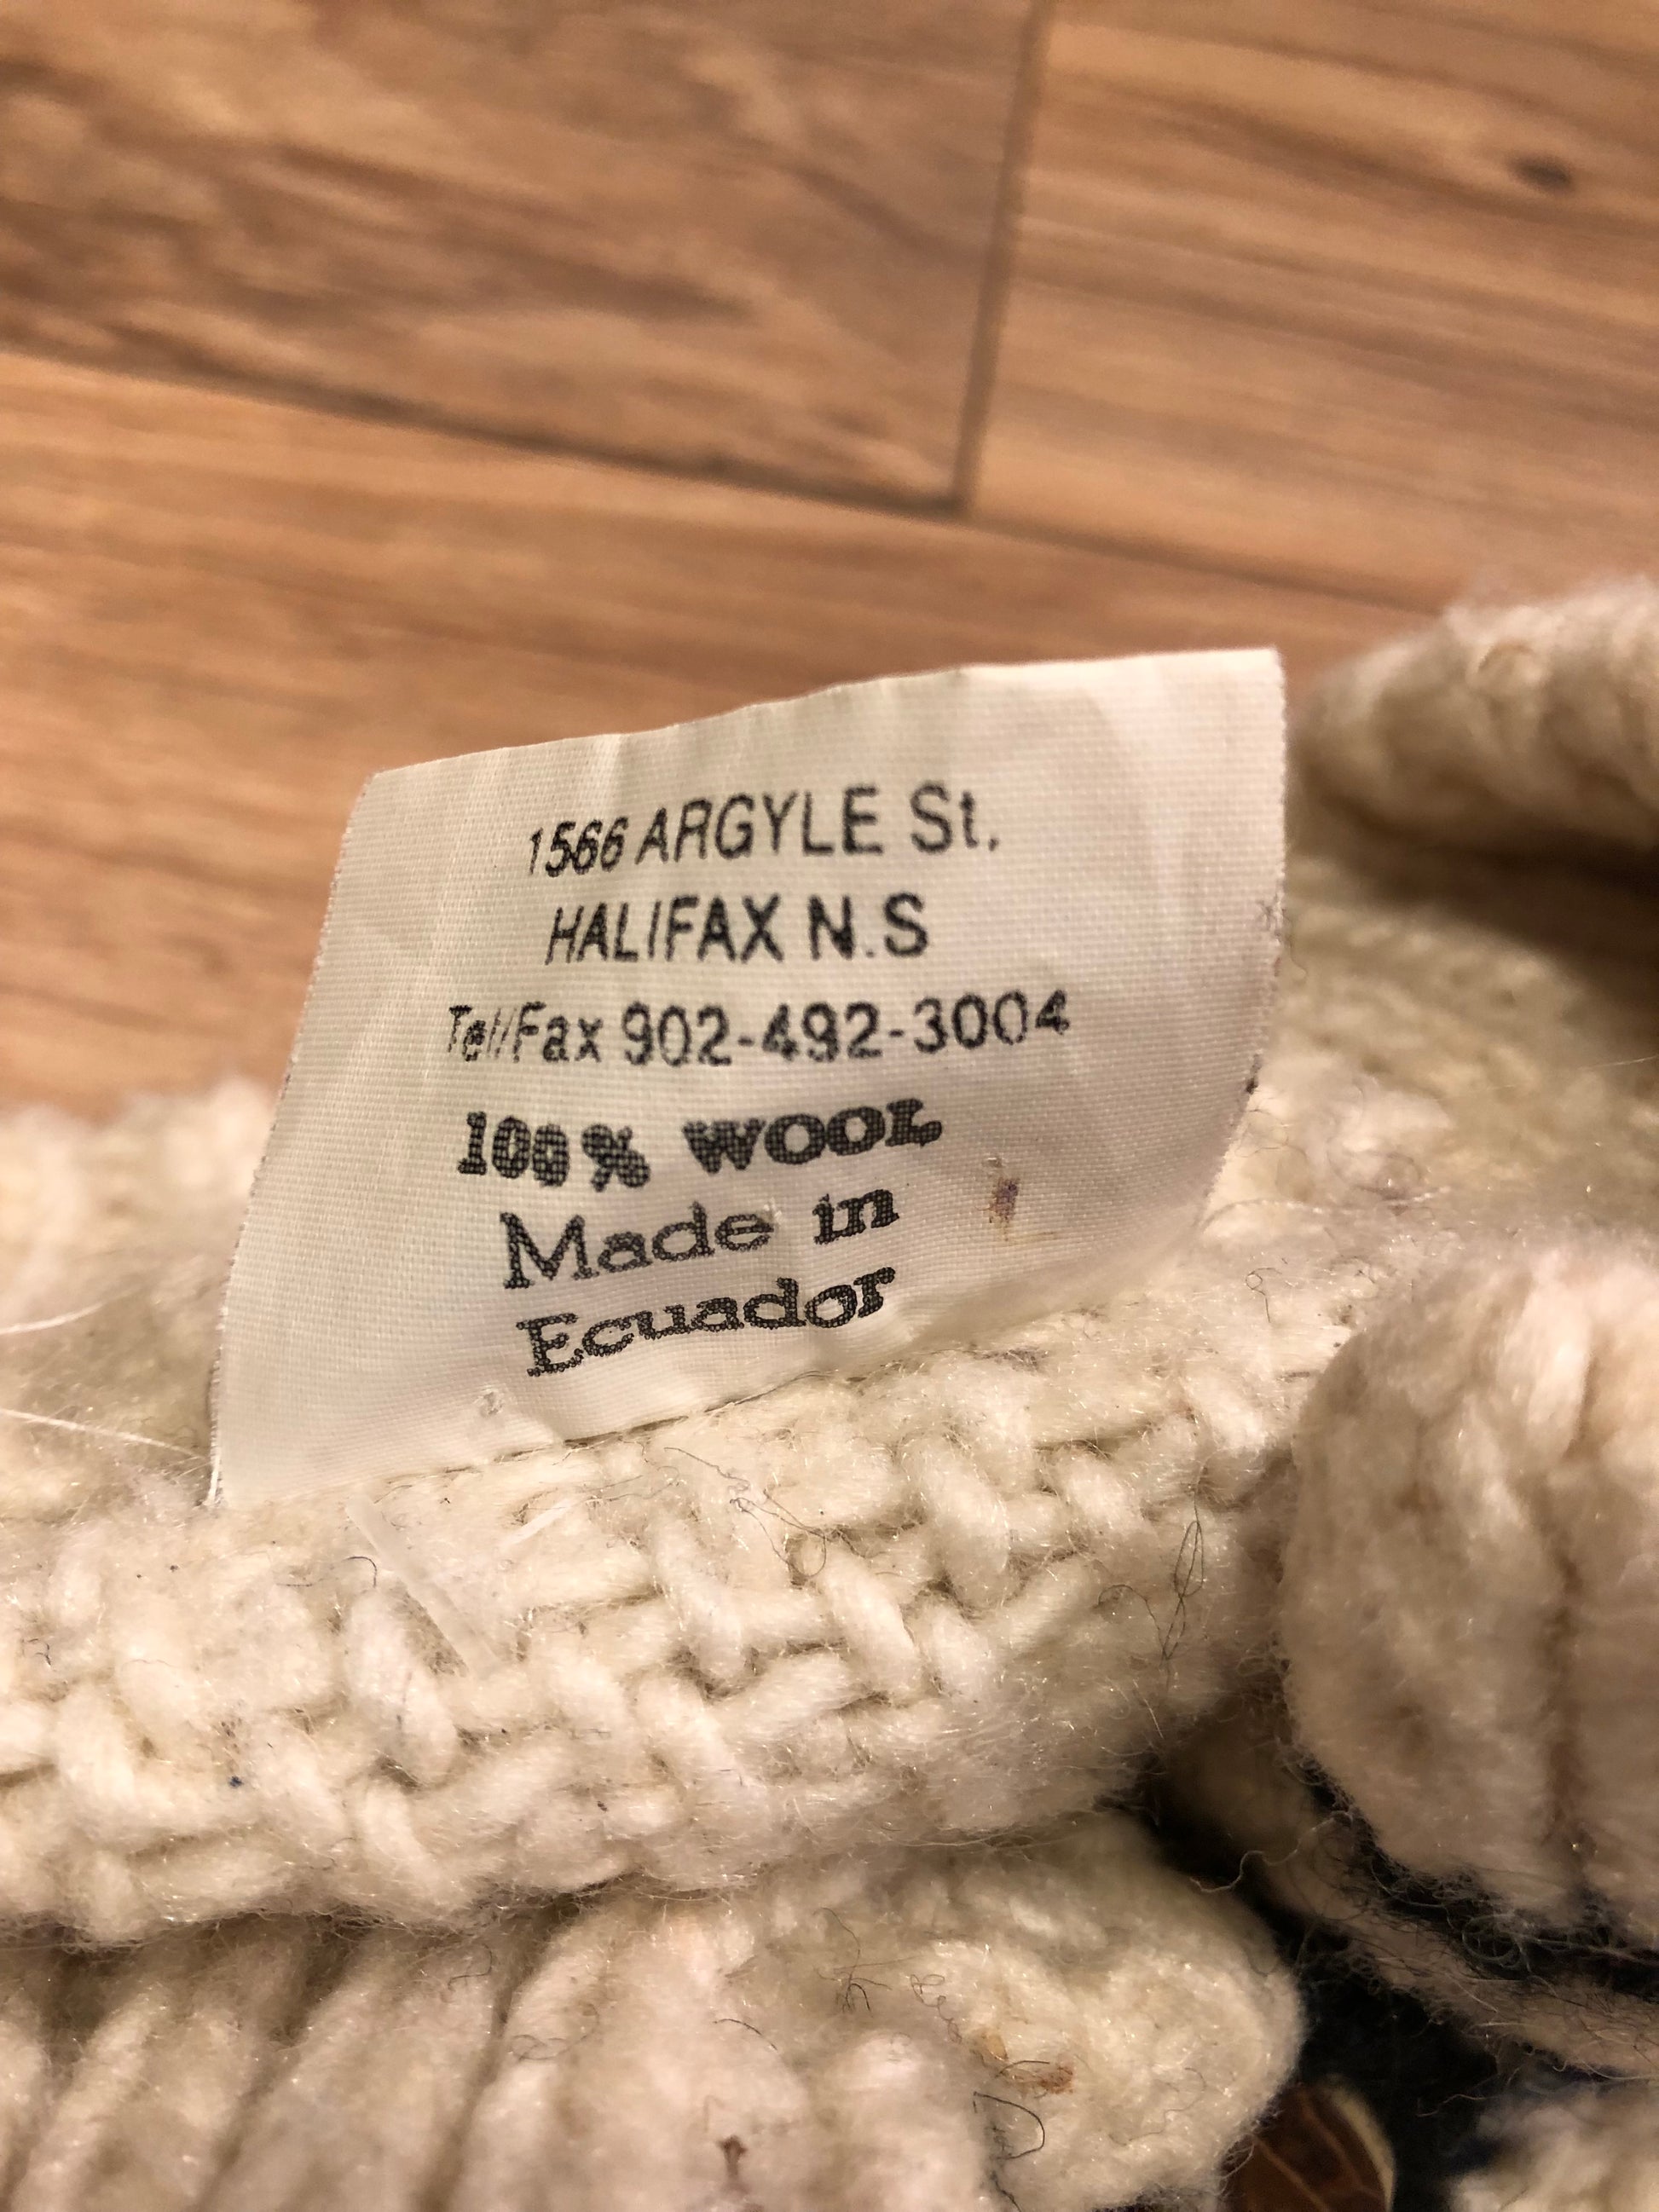 1566 ARGYLE St.
HALIFAX N.S
Tel/Fax 902-492-3004
100% WOOL
Made in
Ecuador